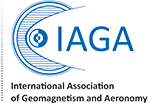 IAGA
International Association
of Geomagnetism and Aeronomy